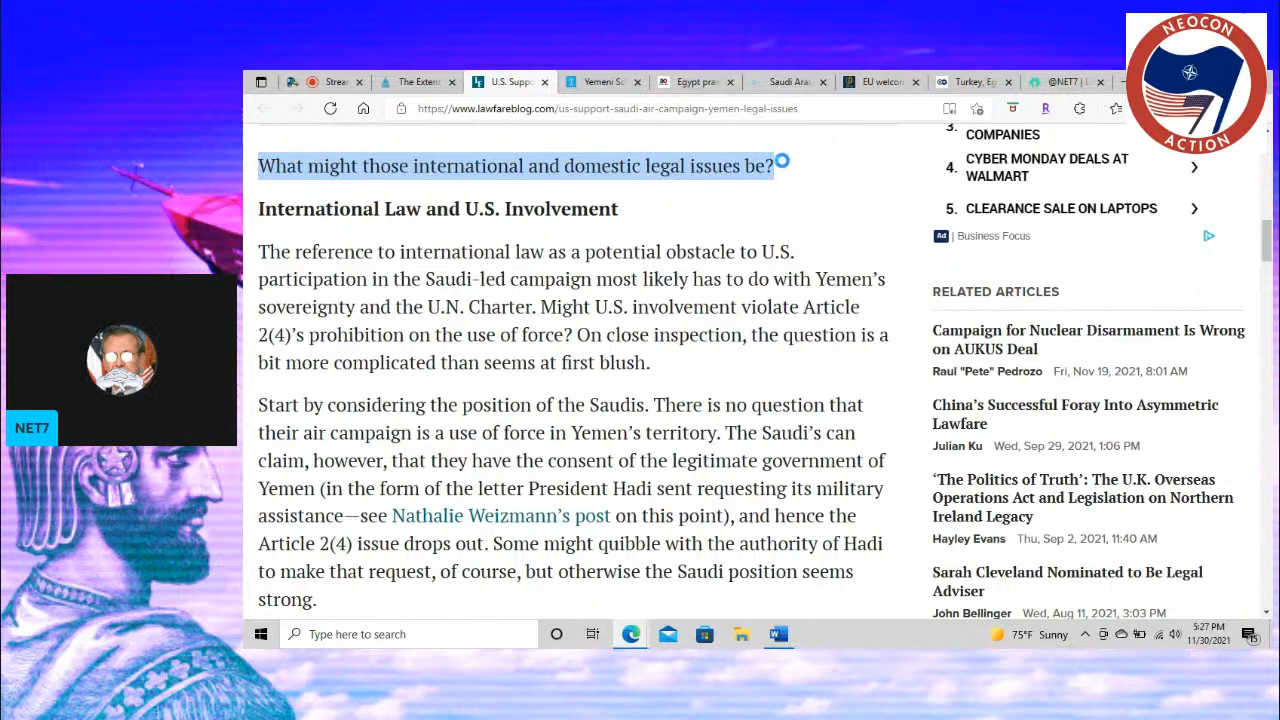 NEOCON
ACTION
Strea
The Exten
U.S. Supp
Yemeni Sc
Egypt pra
Saudi Ara
EU welcon
Turkey, Eg
@NET7 | L
https://www.lawfareblog.com/us-support-saudi-air-campaign-yemen-legal-issues
What might those international and domestic legal issues be?
International Law and U.S. Involvement
The reference to international law as a potential obstacle to U.S.
participation in the Saudi-led campaign most likely has to do with Yemen’s
sovereignty and the U.N. Charter. Might U.S. involvement violate Article
2(4)’s prohibition on the use of force? On close inspection, the question is a
bit more complicated than seems at first blush.
Start by considering the position of the Saudis. There is no question that
their air campaign is a use of force in Yemen’s territory. The Saudi’s can
claim, however, that they have the consent of the legitimate government of
Yemen (in the form of the letter President Hadi sent requesting its military
assistance—see Nathalie Weizmann’s post on this point), and hence the
Article 2(4) issue drops out. Some might quibble with the authority of Hadi
to make that request, of course, but otherwise the Saudi position seems
strong.
3.
COMPANIES
4. CYBER MONDAY DEALS AT
WALMART
5. CLEARANCE SALE ON LAPTOPS
Ad | Business Focus
RELATED ARTICLES
Campaign for Nuclear Disarmament Is Wrong
on AUKUS Deal
Raul "Pete" Pedrozo Fri, Nov 19, 2021, 8:01 AM
China’s Successful Foray Into Asymmetric
Lawfare
Julian Ku Wed, Sep 29, 2021, 1:06 PM
‘The Politics of Truth’: The U.K. Overseas
Operations Act and Legislation on Northern
Ireland Legacy
Hayley Evans Thu, Sep 2, 2021, 11:40 AM
Sarah Cleveland Nominated to Be Legal
Adviser
John Bellinger Wed, Aug 11, 2021, 3:03 PM
NET7
Type here to search
75°F Sunny
5:27 PM
11/30/2021
15